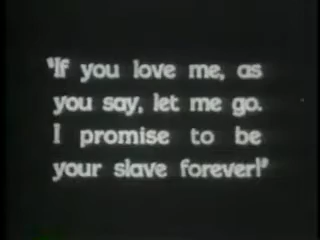 "If you love me, as
you say, let me go.
I promise to be
your slave forever!"